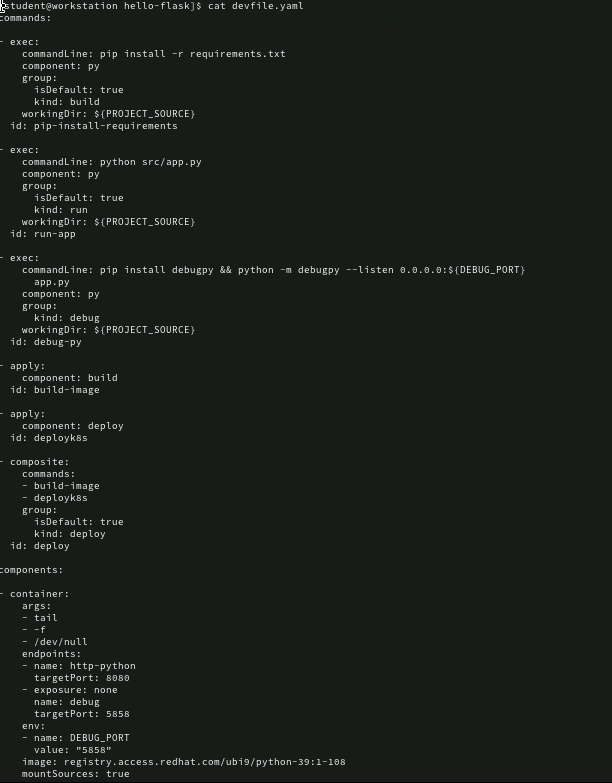 [student@workstation hello-flask]$ cat devfile.yaml
commands:
- exec:
commandLine: pip install -r requirements.txt
component: py
group:
isDefault: true
kind: build
workingDir: ${PROJECT_SOURCE}
id: pip-install-requirements
- exec:
commandLine: python src/app.py
component: py
group:
isDefault: true
kind: run
workingDir: ${PROJECT_SOURCE}
id: run-app
- exec:
commandLine: pip install debugpy && python -m debugpy --listen 0.0.0.0:${DEBUG_PORT}
app.py
component: py
group:
kind: debug
workingDir: ${PROJECT_SOURCE}
id: debug-py
- apply:
component: build
id: build-image
- apply:
component: deploy
id: deployk8s
- composite:
commands:
- build-image
- deployk8s
group:
isDefault: true
kind: deploy
id: deploy
components:
- container:
args:
- tail
- -f
- /dev/null
endpoints:
- name: http-python
targetPort: 8080
- exposure: none
name: debug
targetPort: 5858
env:
- name: DEBUG_PORT
value: "5858"
image: registry.access.redhat.com/ubi9/python-39:1-108
mountSources: true